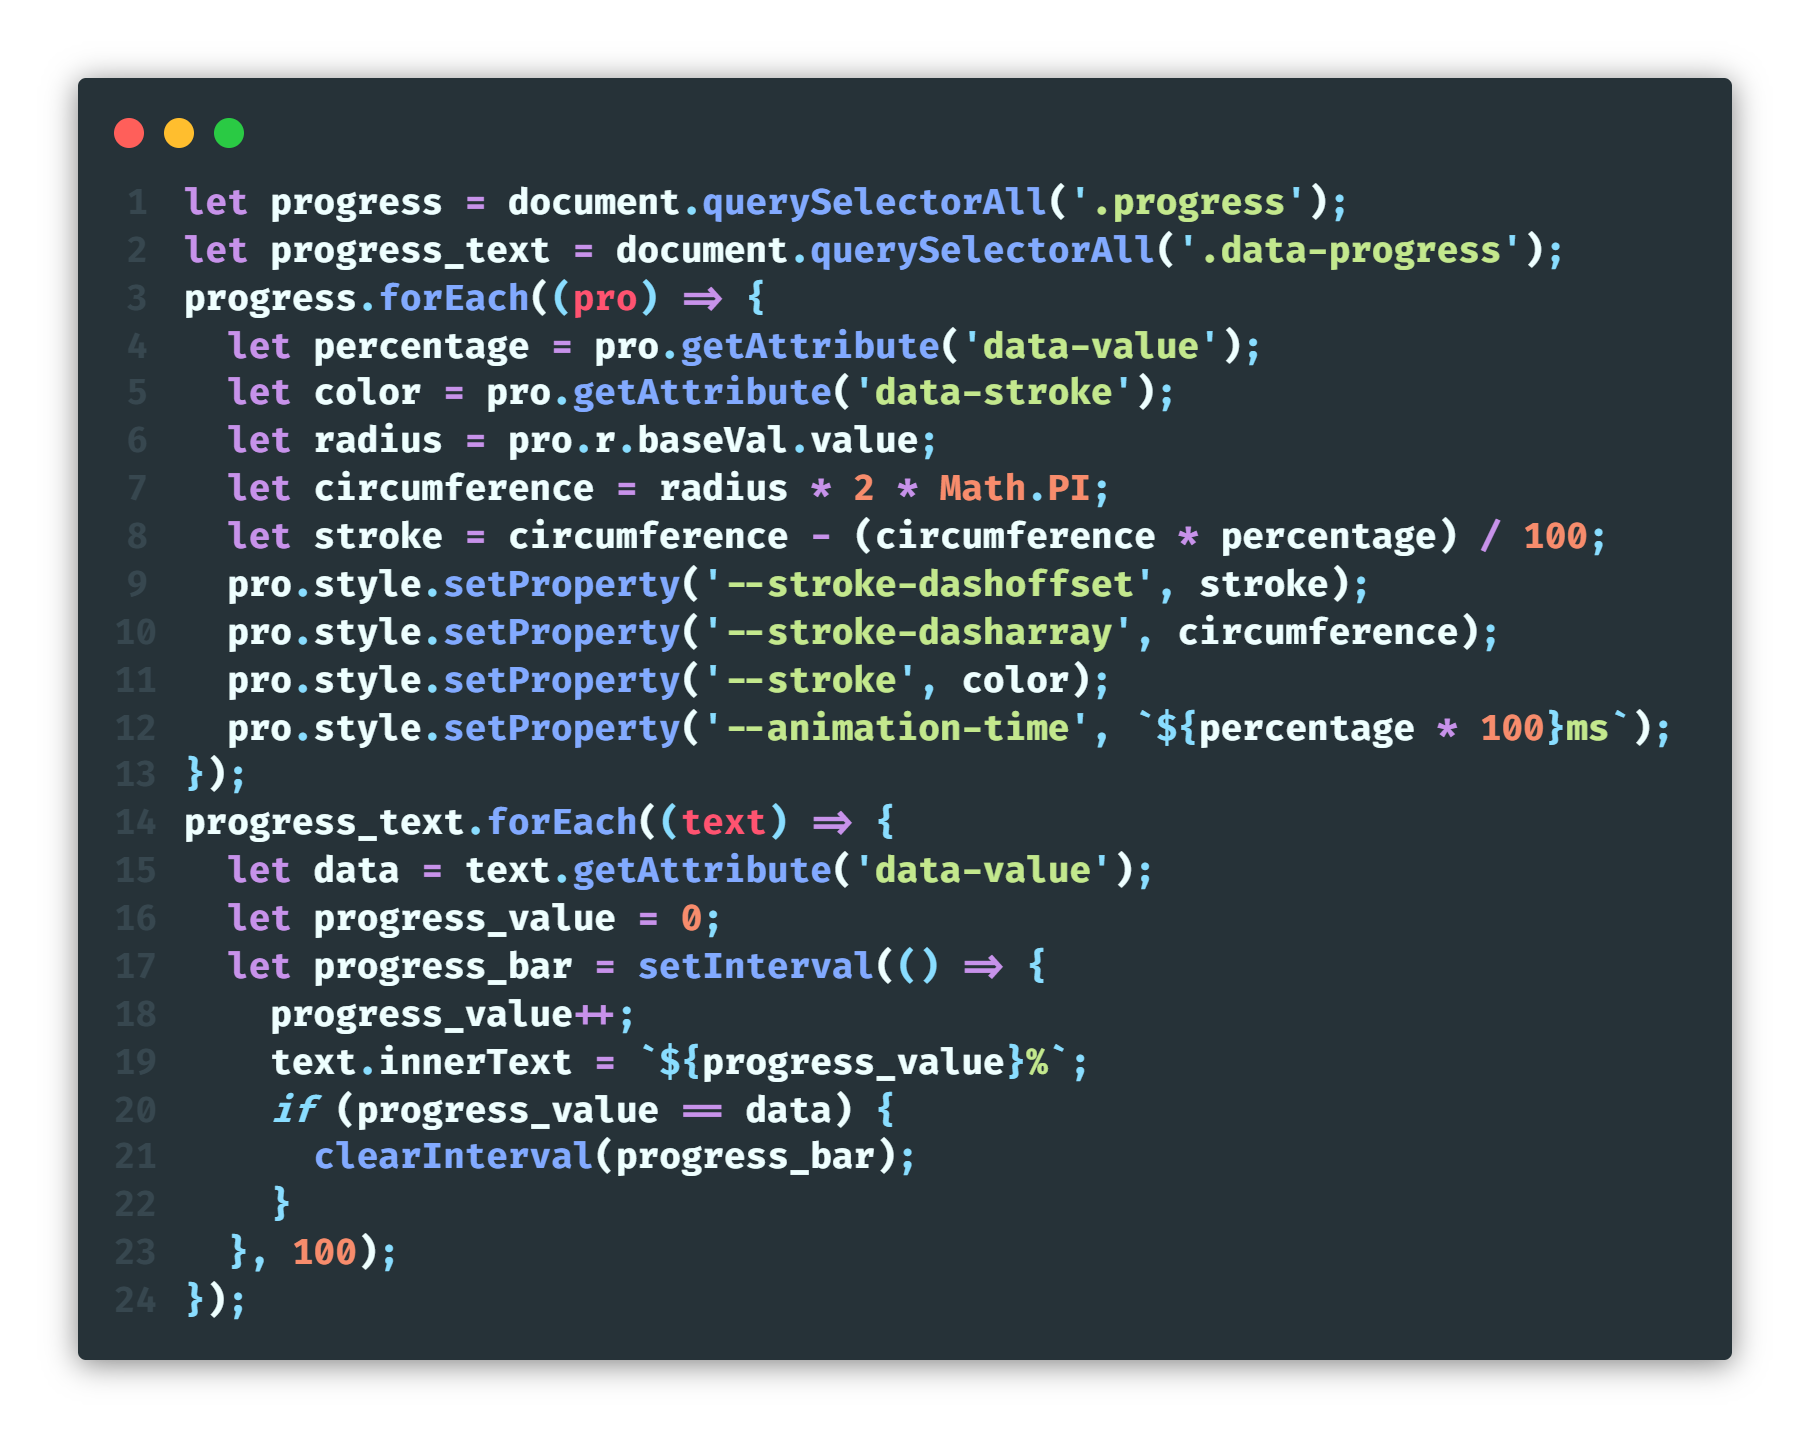 1 let progress = document.querySelectorAll('.progress');
2 let progress_text = document.querySelectorAll('.data-progress');
3 progress.forEach((pro) => {
4   let percentage = pro.getAttribute('data-value');
5   let color = pro.getAttribute('data-stroke');
6   let radius = pro.r.baseVal.value;
7   let circumference = radius * 2 * Math.PI;
8   let stroke = circumference - (circumference * percentage) / 100;
9   pro.style.setProperty('--stroke-dashoffset', stroke);
10   pro.style.setProperty('--stroke-dasharray', circumference);
11   pro.style.setProperty('--stroke', color);
12   pro.style.setProperty('--animation-time', `${percentage * 100}ms`);
13 });
14 progress_text.forEach((text) => {
15   let data = text.getAttribute('data-value');
16   let progress_value = 0;
17   let progress_bar = setInterval(() => {
18     progress_value++;
19     text.innerText = `${progress_value}%`;
20     if (progress_value == data) {
21       clearInterval(progress_bar);
22     }
23   }, 100);
24 });